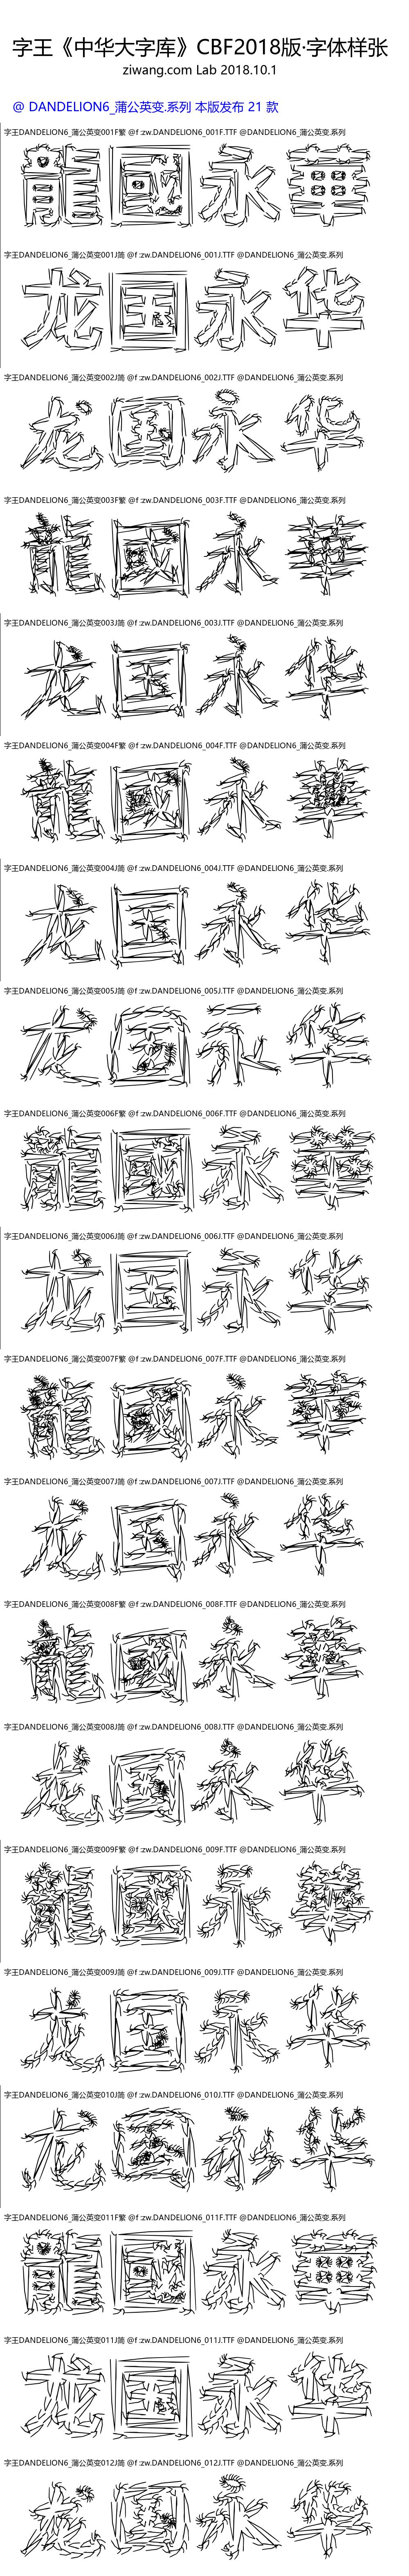 字王《中华大字库》CBF2018版·字体样张
ziwang.com Lab 2018.10.1
@ DANDELION6_蒲公英变.系列 本版发布 21 款
字王DANDELION6_蒲公英变001F繁 @f :zw.DANDELION6_001F.TTF @DANDELION6_蒲公英变.系列
龍國永華
字王DANDELION6_蒲公英变001J简 @f :zw.DANDELION6_001J.TTF @DANDELION6_蒲公英变.系列
龙国永华
字王DANDELION6_蒲公英变002J简 @f :zw.DANDELION6_002J.TTF @DANDELION6_蒲公英变.系列
龙国永华
字王DANDELION6_蒲公英变003F繁 @f :zw.DANDELION6_003F.TTF @DANDELION6_蒲公英变.系列
龍國永華
字王DANDELION6_蒲公英变003J简 @f :zw.DANDELION6_003J.TTF @DANDELION6_蒲公英变.系列
龙国永华
字王DANDELION6_蒲公英变004F繁 @f :zw.DANDELION6_004F.TTF @DANDELION6_蒲公英变.系列
龍國永華
字王DANDELION6_蒲公英变004J简 @f :zw.DANDELION6_004J.TTF @DANDELION6_蒲公英变.系列
龙国永华
字王DANDELION6_蒲公英变005J简 @f :zw.DANDELION6_005J.TTF @DANDELION6_蒲公英变.系列
龙国永华
字王DANDELION6_蒲公英变006F繁 @f :zw.DANDELION6_006F.TTF @DANDELION6_蒲公英变.系列
龍國永華
字王DANDELION6_蒲公英变006J简 @f :zw.DANDELION6_006J.TTF @DANDELION6_蒲公英变.系列
龙国永华
字王DANDELION6_蒲公英变007F繁 @f :zw.DANDELION6_007F.TTF @DANDELION6_蒲公英变.系列
龍國永華
字王DANDELION6_蒲公英变007J简 @f :zw.DANDELION6_007J.TTF @DANDELION6_蒲公英变.系列
龙国永华
字王DANDELION6_蒲公英变008F繁 @f :zw.DANDELION6_008F.TTF @DANDELION6_蒲公英变.系列
龍國永華
字王DANDELION6_蒲公英变008J简 @f :zw.DANDELION6_008J.TTF @DANDELION6_蒲公英变.系列
龙国永华
字王DANDELION6_蒲公英变009F繁 @f :zw.DANDELION6_009F.TTF @DANDELION6_蒲公英变.系列
龍國永華
字王DANDELION6_蒲公英变009J简 @f :zw.DANDELION6_009J.TTF @DANDELION6_蒲公英变.系列
龙国永华
字王DANDELION6_蒲公英变010J简 @f :zw.DANDELION6_010J.TTF @DANDELION6_蒲公英变.系列
龙国永华
字王DANDELION6_蒲公英变011F繁 @f :zw.DANDELION6_011F.TTF @DANDELION6_蒲公英变.系列
龍國永華
字王DANDELION6_蒲公英变011J简 @f :zw.DANDELION6_011J.TTF @DANDELION6_蒲公英变.系列
龙国永华
字王DANDELION6_蒲公英变012J简 @f :zw.DANDELION6_012J.TTF @DANDELION6_蒲公英变.系列
龙国永华